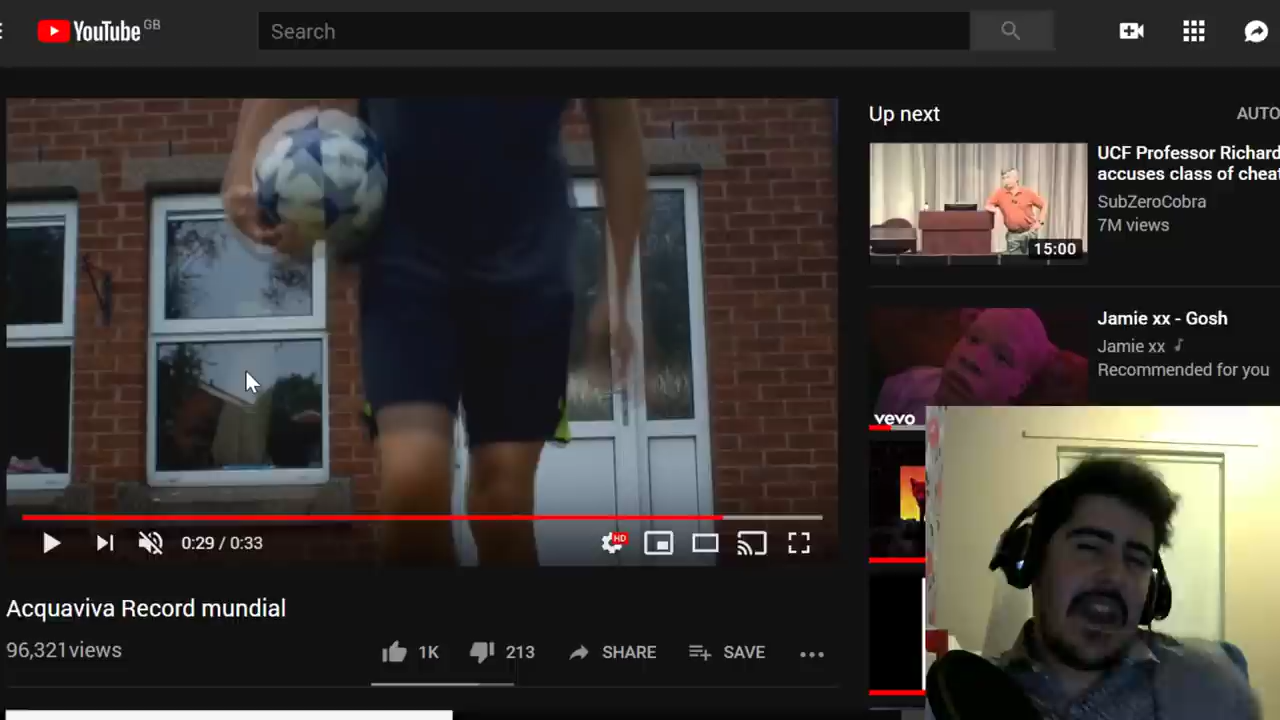 YouTube GB
Search
Up next
AUTO
UCF Professor Richard
accuses class of cheat
SubZeroCobra
7M views
15:00
Jamie xx - Gosh
Jamie xx
Recommended for you
vevo
HD
0:29 / 0:33
Acquaviva Record mundial
96,321views
1K
213
SHARE
SAVE